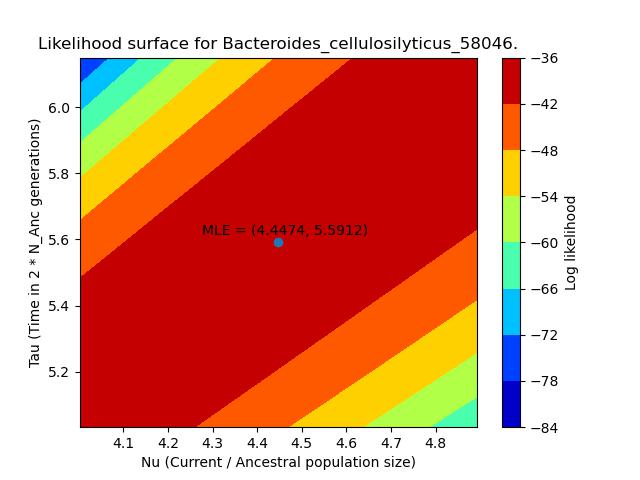 Likelihood surface for Bacteroides_cellulosilyticus_58046.
Tau (Time in 2 * N_Anc generations)
6.0
5.8
5.6
5.4
5.2
MLE = (4.4474, 5.5912)
4.1 4.2 4.3 4.4 4.5 4.6 4.7 4.8
Nu (Current / Ancestral population size)
−36
−42
−48
−54
−60
−66
−72
−78
−84
Log likelihood